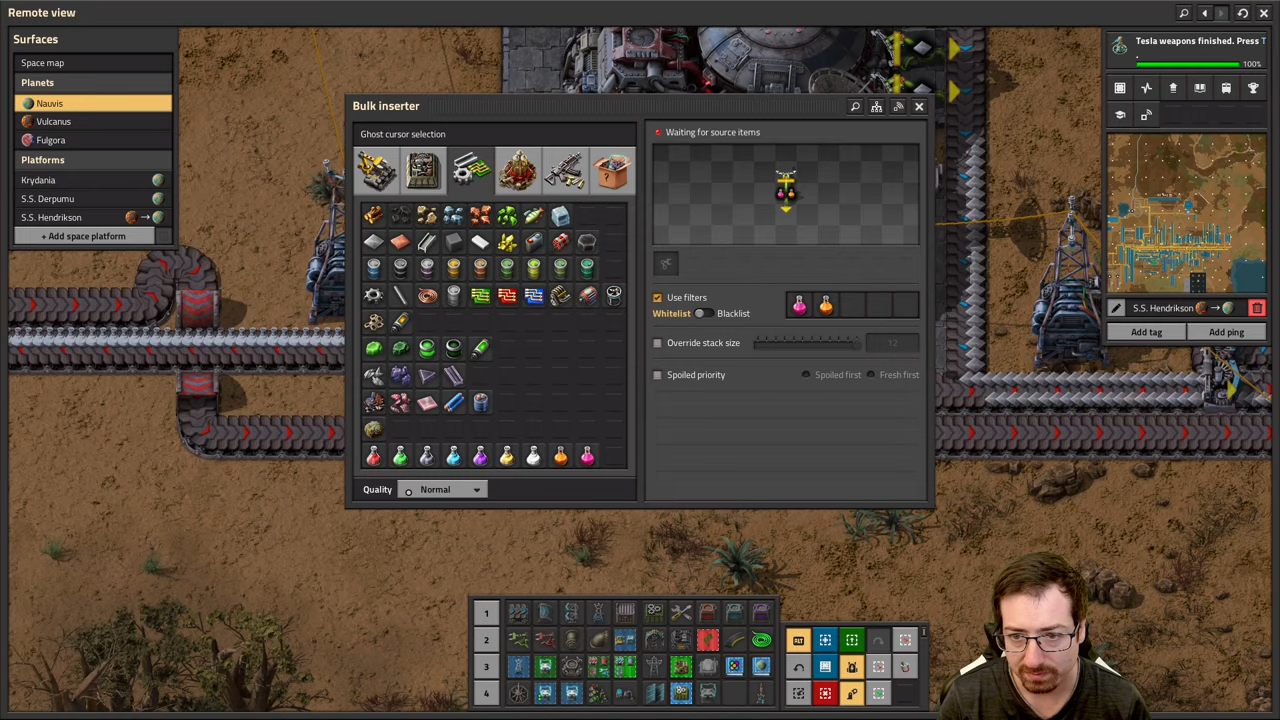 Remote view
Surfaces
Space map
Planets
Nauvis
Vulcanus
Fulgora
Platforms
Krydania
S.S. Derpumu
S.S. Hendrikson
+ Add space platform
Bulk inserter
Ghost cursor selection
Quality
Normal
Waiting for source items
Use filters
Whitelist
Blacklist
Override stack size
12
Spoiled priority
Spoiled first
Fresh first
Tesla weapons finished. Press T
100%
S.S. Hendrikson
Add tag
Add ping
1
2
3
4
ALT